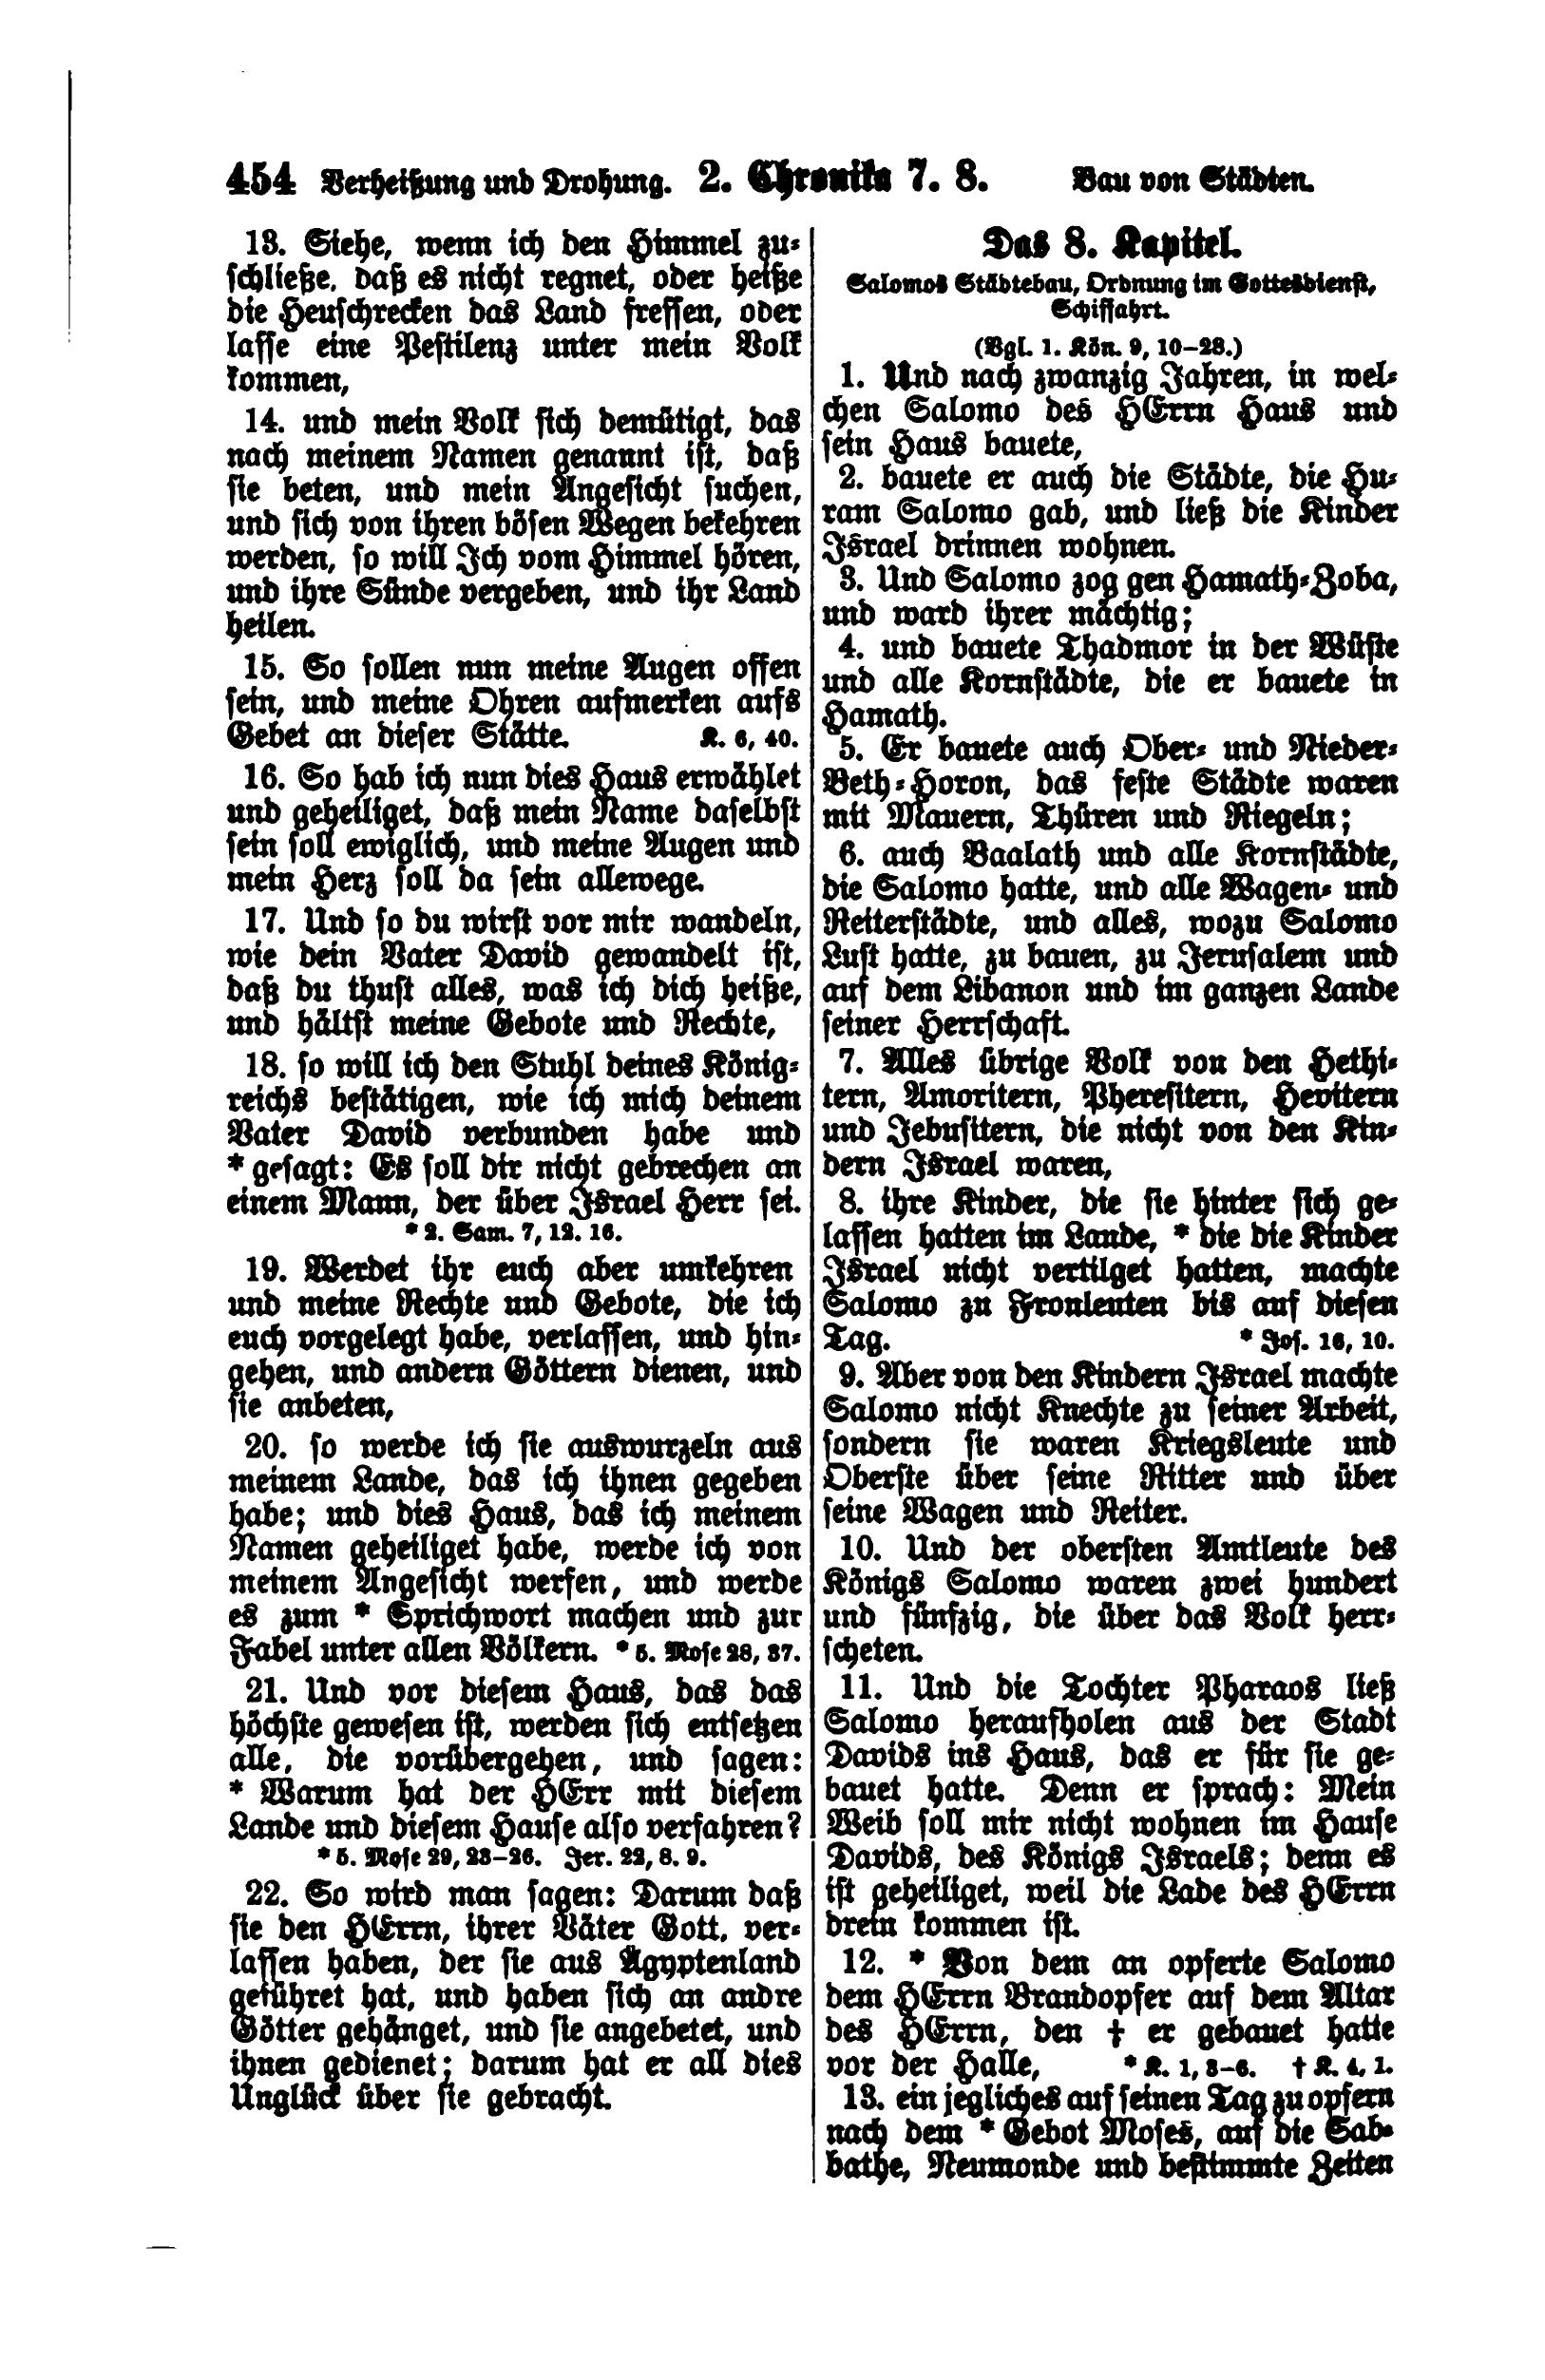 454 Verheißung und Drohung. 2. Chronika 7. 8. Bau von Städten.
13. Siehe, wenn ich den Himmel zu-
schließe, daß es nicht regnet, oder heiße
die Heuschrecken das Land fressen, oder
lasse eine Pestilenz unter mein Volk
kommen,
14. und mein Volk sich demütigt, das
nach meinem Namen genannt ist, daß
sie beten, und mein Angesicht suchen,
und sich von ihren bösen Wegen bekehren
werden, so will Ich vom Himmel hören,
und ihre Sünde vergeben, und ihr Land
heilen.
15. So sollen nun meine Augen offen
sein, und meine Ohren aufmerken aufs
Gebet an dieser Stätte. K. 6, 40.
16. So hab ich nun dies Haus erwählet
und geheiliget, daß mein Name daselbst
sein soll ewiglich, und meine Augen und
mein Herz soll da sein allewege.
17. Und so du wirst vor mir wandeln,
wie dein Vater David gewandelt ist,
daß du thust alles, was ich dich heiße,
und hältst meine Gebote und Rechte,
18. so will ich den Stuhl deines König-
reichs bestätigen, wie ich mich deinem
Vater David verbunden habe und
* gesagt: Es soll dir nicht gebrechen an
einem Mann, der über Israel Herr sei.
* 2. Sam. 7, 12. 16.
19. Werdet ihr euch aber umkehren
und meine Rechte und Gebote, die ich
euch vorgelegt habe, verlassen, und hin-
gehen, und andern Göttern dienen, und
sie anbeten,
20. so werde ich sie auswurzeln aus
meinem Lande, das ich ihnen gegeben
habe; und dies Haus, das ich meinem
Namen geheiliget habe, werde ich von
meinem Angesicht werfen, und werde
es zum * Sprichwort machen und zur
Fabel unter allen Völkern. * 5. Mose 28, 37.
21. Und vor diesem Haus, das das
höchste gewesen ist, werden sich entsetzen
alle, die vorübergehen, und sagen:
* Warum hat der HErr mit diesem
Lande und diesem Hause also verfahren?
* 5. Mose 29, 23–26. Jer. 22, 8. 9.
22. So wird man sagen: Darum daß
sie den HErrn, ihrer Väter Gott, ver-
lassen haben, der sie aus Ägyptenland
geführet hat, und haben sich an andre
Götter gehänget, und sie angebetet, und
ihnen gedienet; darum hat er all dies
Unglück über sie gebracht.
Das 8. Kapitel.
Salomos Städtebau, Ordnung im Gottesdienst,
Schiffahrt.
(Vgl. 1. Kön. 9, 10–28.)
1. Und nach zwanzig Jahren, in wel-
chen Salomo des HErrn Haus und
sein Haus bauete,
2. bauete er auch die Städte, die Hu-
ram Salomo gab, und ließ die Kinder
Israel drinnen wohnen.
3. Und Salomo zog gen Hamath-Zoba,
und ward ihrer mächtig;
4. und bauete Thadmor in der Wüste
und alle Kornstädte, die er bauete in
Hamath.
5. Er bauete auch Ober- und Nieder-
Beth-Horon, das feste Städte waren
mit Mauern, Thüren und Riegeln;
6. auch Baalath und alle Kornstädte,
die Salomo hatte, und alle Wagen- und
Reiterstädte, und alles, wozu Salomo
Lust hatte, zu bauen, zu Jerusalem und
auf dem Libanon und im ganzen Lande
seiner Herrschaft.
7. Alles übrige Volk von den Hethi-
tern, Amoritern, Pheresitern, Hevitern
und Jebusitern, die nicht von den Kin-
dern Israel waren,
8. ihre Kinder, die sie hinter sich ge-
lassen hatten im Lande, * die die Kinder
Israel nicht vertilget hatten, machte
Salomo zu Fronleuten bis auf diesen
Tag. * Jos. 16, 10.
9. Aber von den Kindern Israel machte
Salomo nicht Knechte zu seiner Arbeit,
sondern sie waren Kriegsleute und
Oberste über seine Ritter und über
seine Wagen und Reiter.
10. Und der obersten Amtleute des
Königs Salomo waren zwei hundert
und fünfzig, die über das Volk herr-
scheten.
11. Und die Tochter Pharaos ließ
Salomo heraufholen aus der Stadt
Davids ins Haus, das er für sie ge-
bauet hatte. Denn er sprach: Mein
Weib soll mir nicht wohnen im Hause
Davids, des Königs Israels; denn es
ist geheiliget, weil die Lade des HErrn
drein kommen ist.
12. * Von dem an opferte Salomo
dem HErrn Brandopfer auf dem Altar
des HErrn, den † er gebauet hatte
vor der Halle, * K. 1, 3–6. † K. 4, 1.
13. ein jegliches auf seinen Tag zu opfern
nach dem * Gebot Moses, auf die Sab-
bathe, Neumonde und bestimmte Zeiten